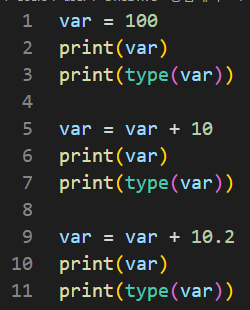 1 var = 100
2 print(var)
3 print(type(var))
4
5 var = var + 10
6 print(var)
7 print(type(var))
8
9 var = var + 10.2
10 print(var)
11 print(type(var))